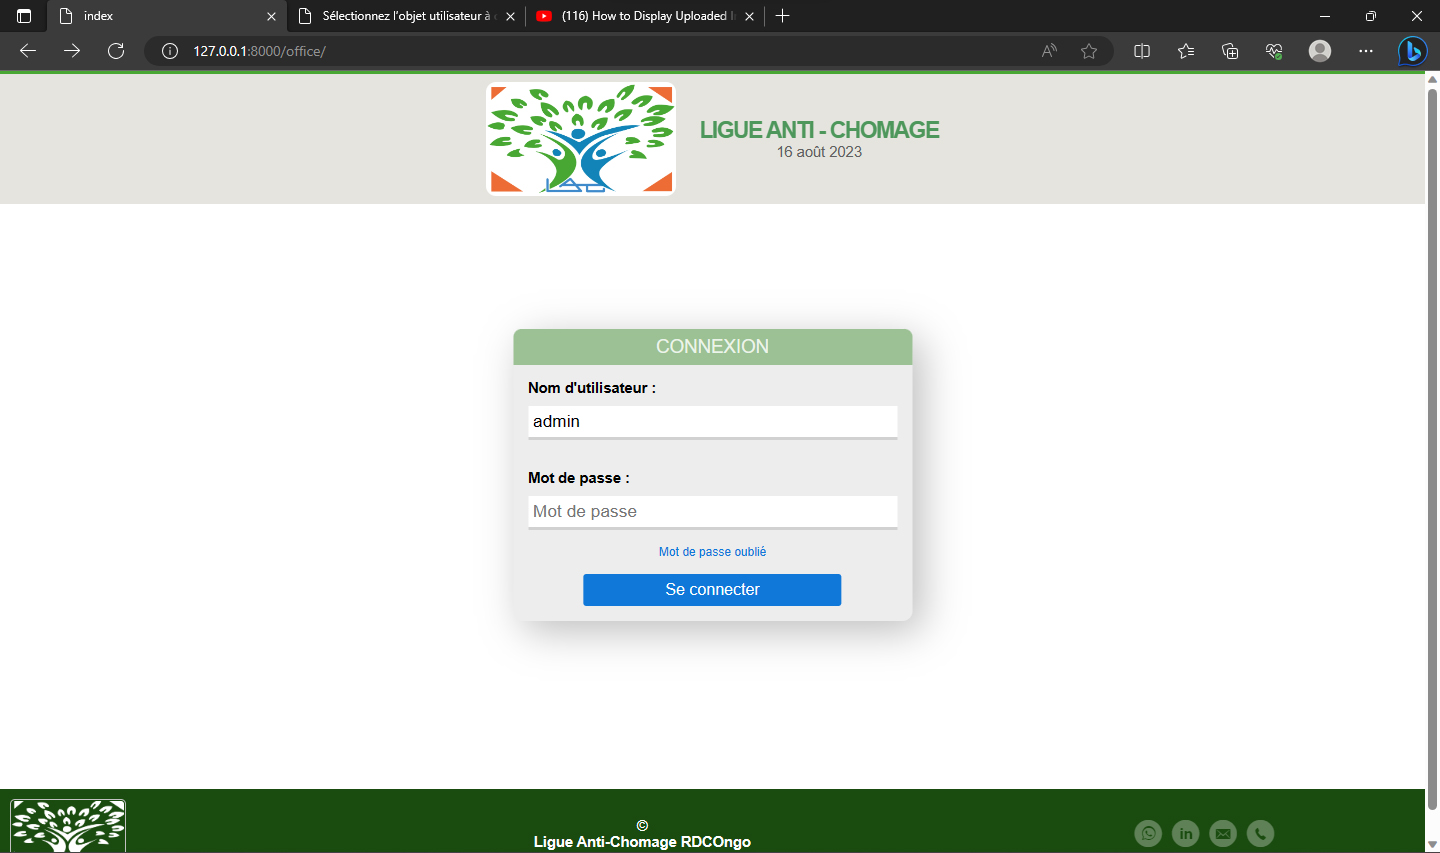 index
Sélectionnez l'objet utilisateur à
(116) How to Display Uploaded
127.0.0.1:8000/office/
LIGUE ANTI - CHOMAGE
16 août 2023
CONNEXION
Nom d'utilisateur :
admin
Mot de passe :
Mot de passe
Mot de passe oublié
Se connecter
©
Ligue Anti-Chomage RDCOngo
in